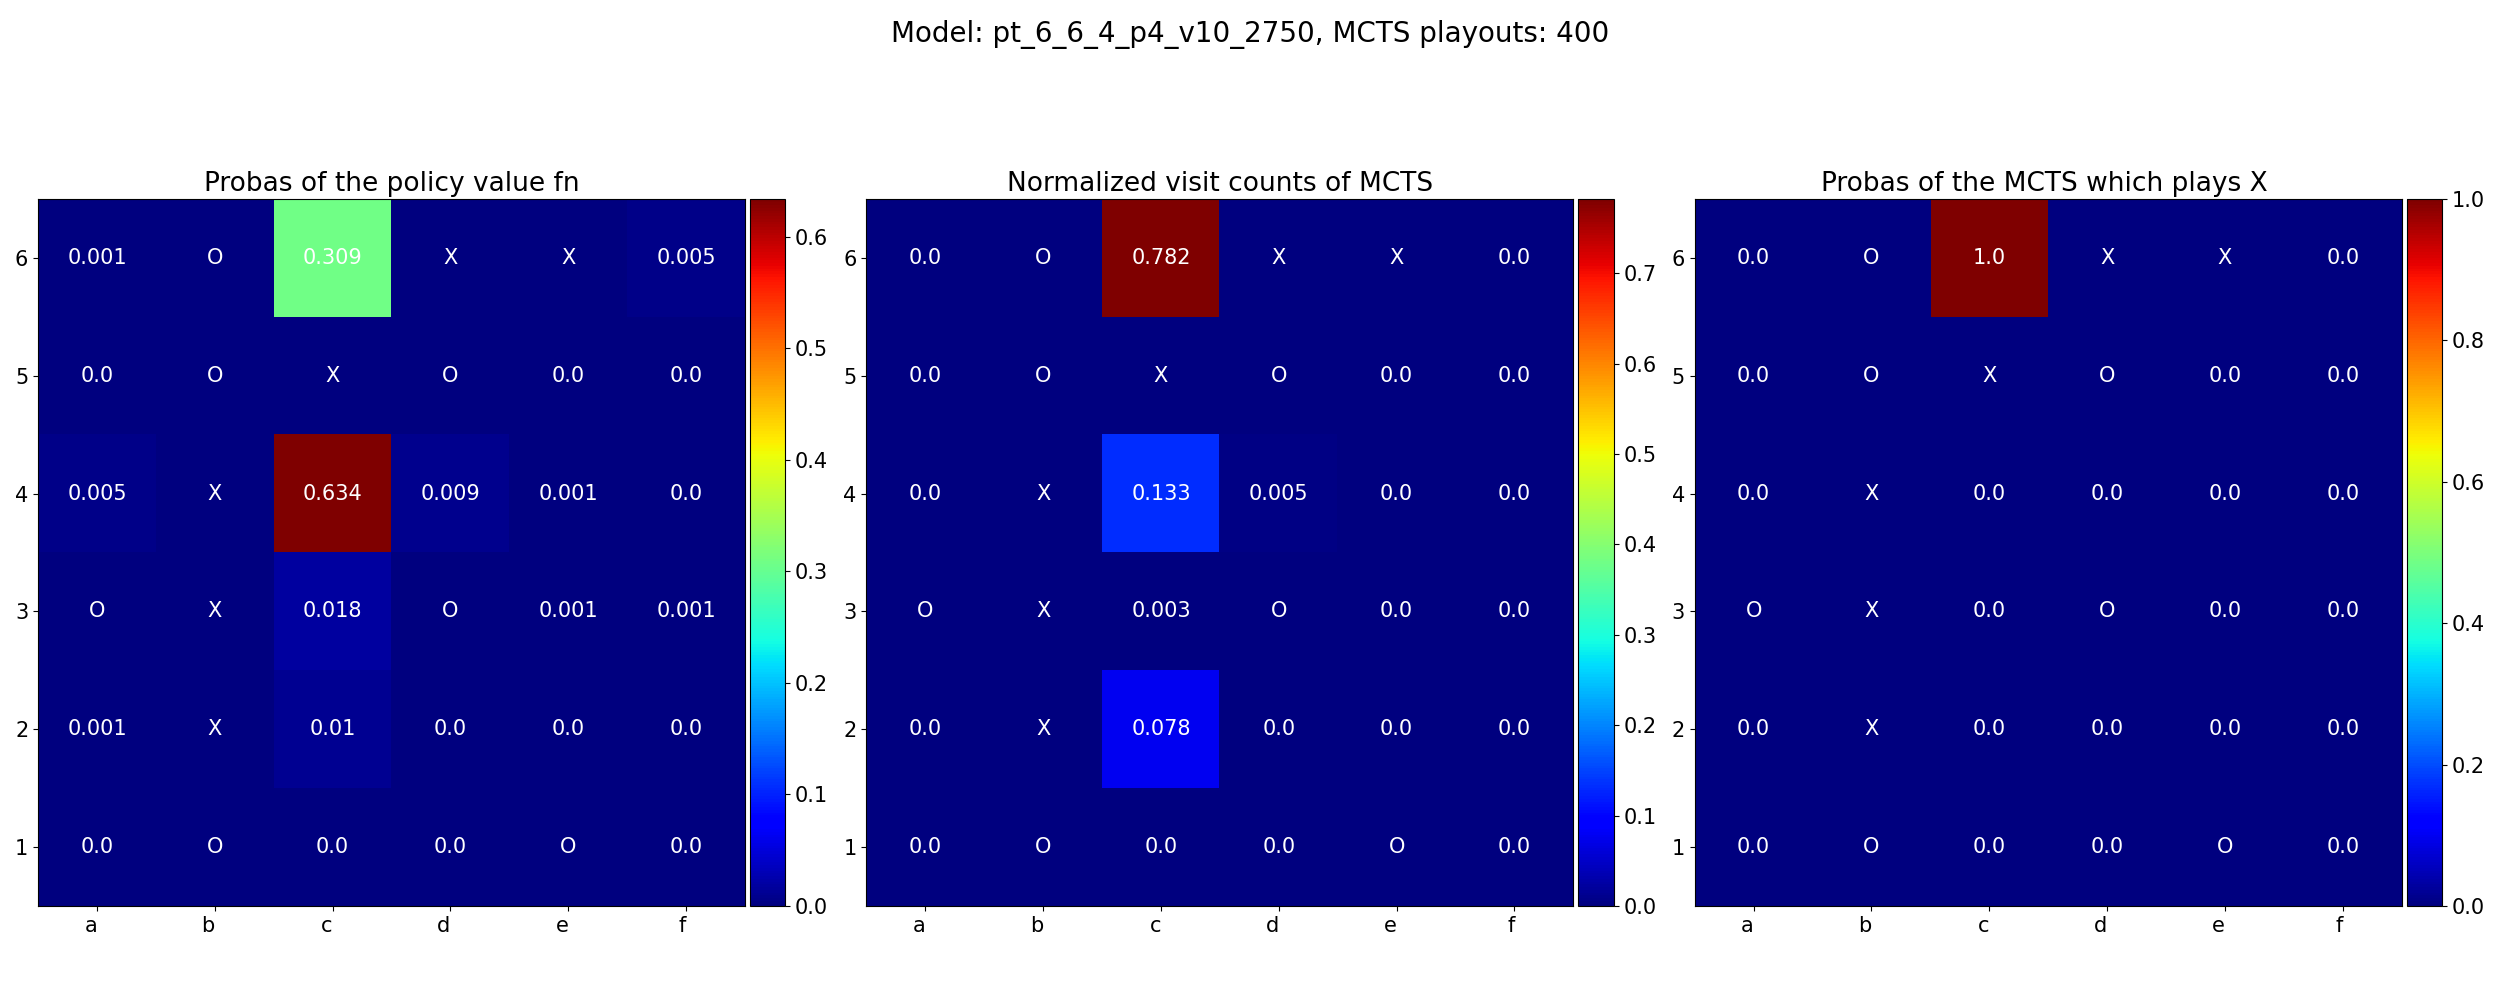 Model: pt_6_6_4_p4_v10_2750, MCTS playouts: 400
Probas of the policy value fn
6 0.001 O 0.309 X X 0.005
5 0.0 O X O 0.0 0.0
4 0.005 X 0.634 0.009 0.001 0.0
3 O X 0.018 O 0.001 0.001
2 0.001 X 0.01 0.0 0.0 0.0
1 0.0 O 0.0 0.0 O 0.0
a b c d e f
0.6
0.5
0.4
0.3
0.2
0.1
0.0
Normalized visit counts of MCTS
6 0.0 O 0.782 X X 0.0
5 0.0 O X O 0.0 0.0
4 0.0 X 0.133 0.005 0.0 0.0
3 O X 0.003 O 0.0 0.0
2 0.0 X 0.078 0.0 0.0 0.0
1 0.0 O 0.0 0.0 O 0.0
a b c d e f
0.7
0.6
0.5
0.4
0.3
0.2
0.1
0.0
Probas of the MCTS which plays X
6 0.0 O 1.0 X X 0.0
5 0.0 O X O 0.0 0.0
4 0.0 X 0.0 0.0 0.0 0.0
3 O X 0.0 O 0.0 0.0
2 0.0 X 0.0 0.0 0.0 0.0
1 0.0 O 0.0 0.0 O 0.0
a b c d e f
1.0
0.8
0.6
0.4
0.2
0.0